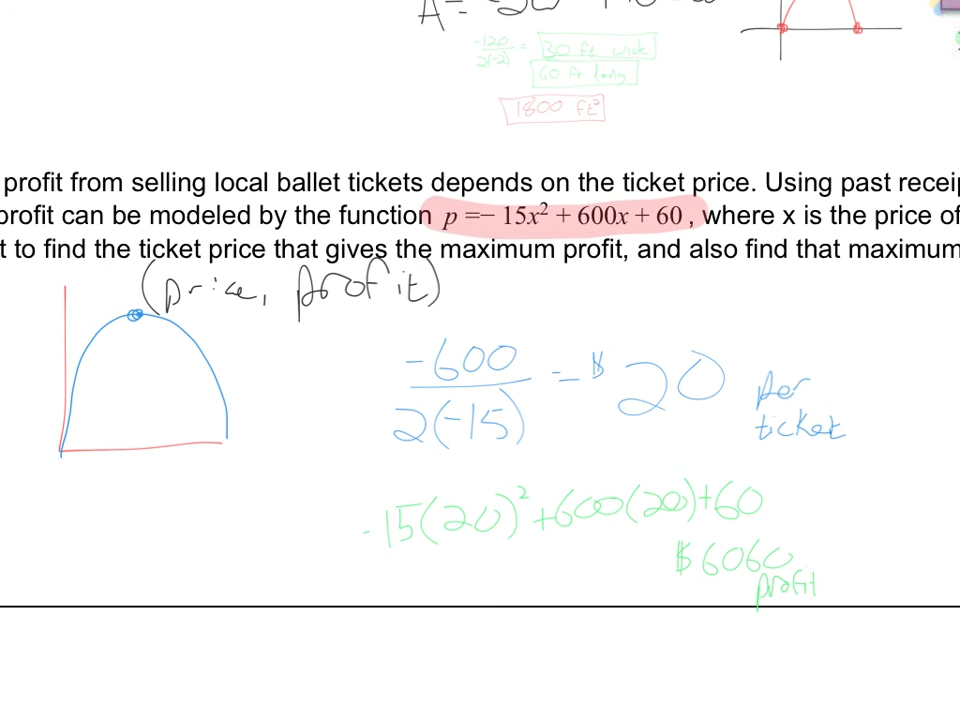 A =
-120
2(-2)
= 30 ft wide
60 ft long
1800 ft²
profit from selling local ballet tickets depends on the ticket price. Using past
profit can be modeled by the function p =− 15x² + 600x + 60 , where x is the price of
t to find the ticket price that gives the maximum profit, and also find that maximum
(price, profit)
-600
2(-15)
= $20 per
ticket
-15(20)²+600(20)+60
$6060
profit